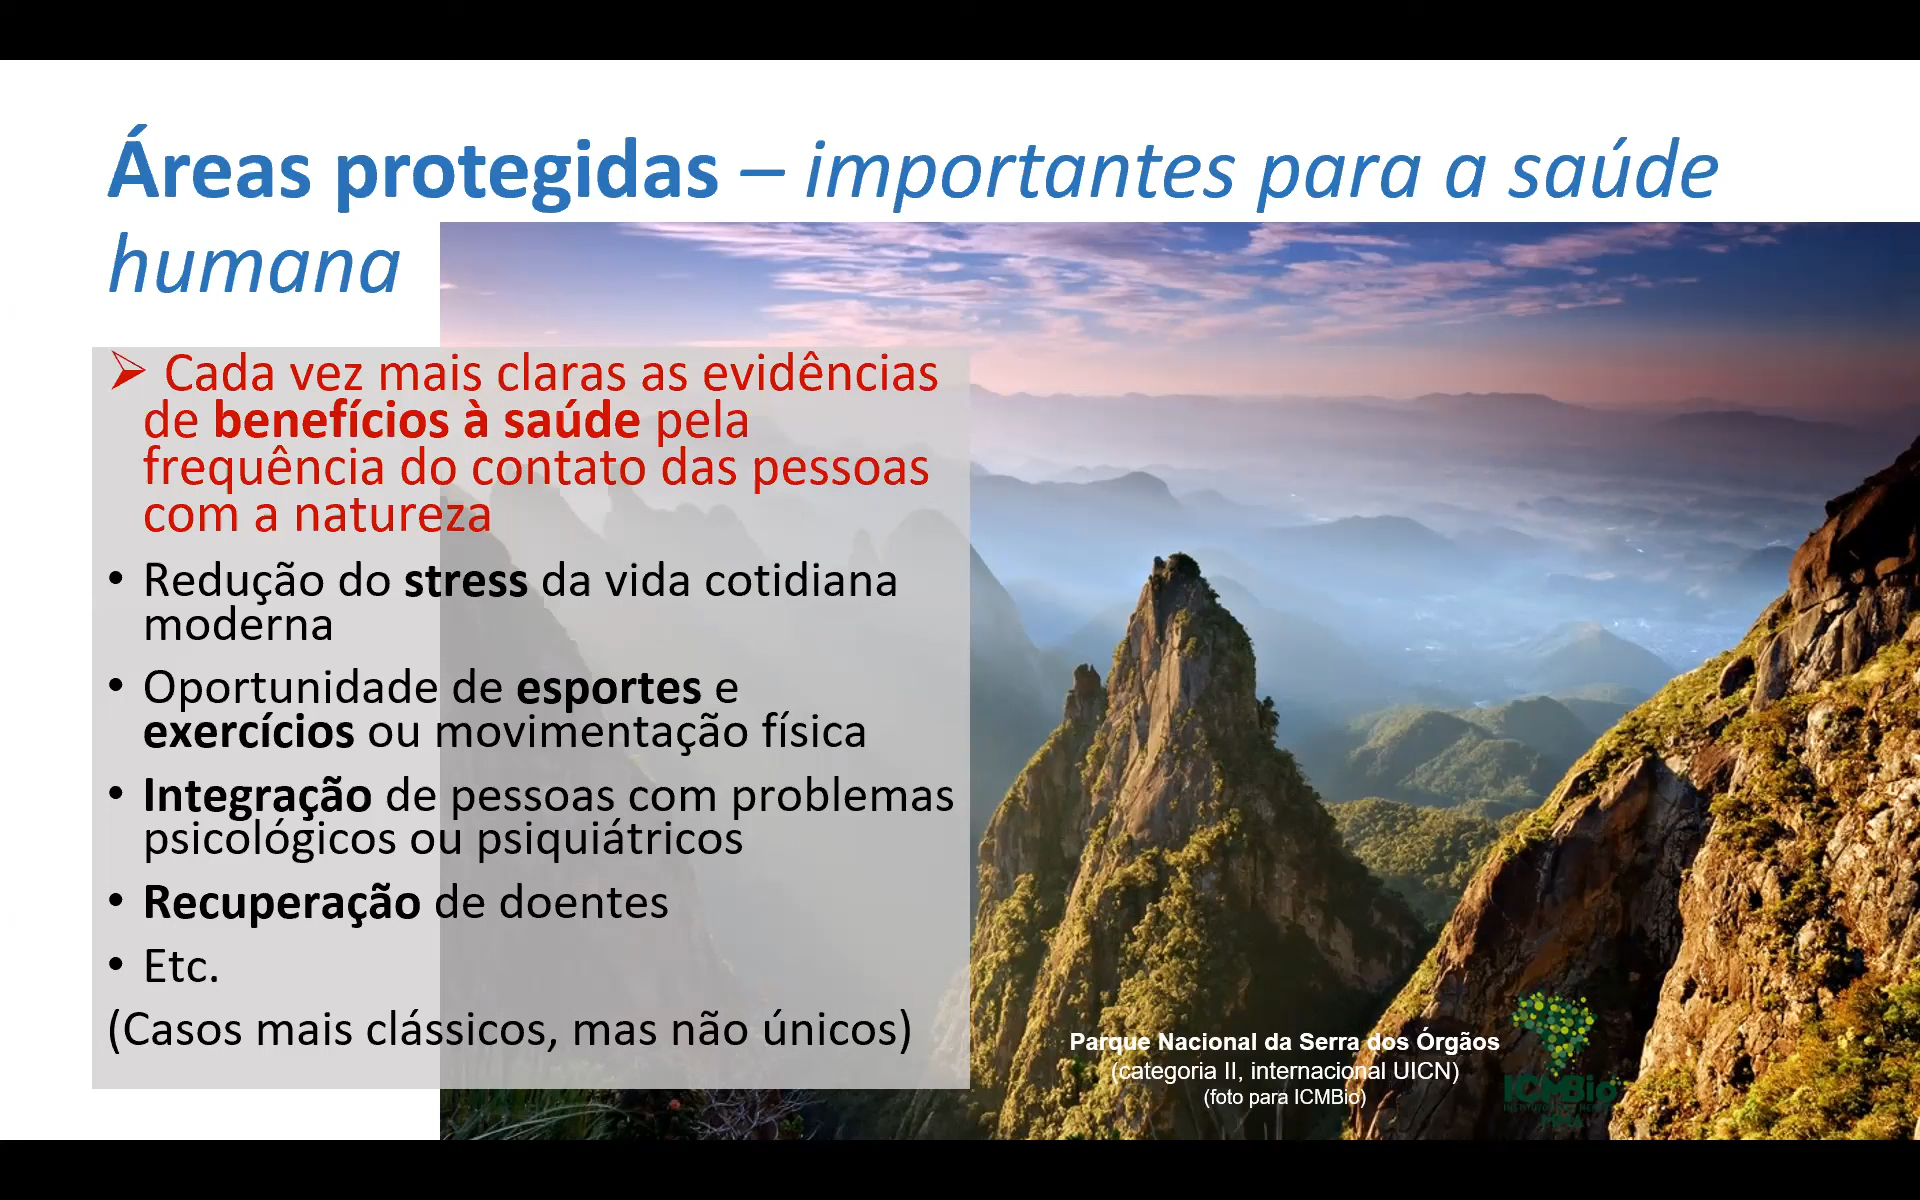 Áreas protegidas – importantes para a saúde
humana
➢ Cada vez mais claras as evidências
de benefícios à saúde pela
frequência do contato das pessoas
com a natureza
• Redução do stress da vida cotidiana
moderna
• Oportunidade de esportes e
exercícios ou movimentação física
• Integração de pessoas com problemas
psicológicos ou psiquiátricos
• Recuperação de doentes
• Etc.
(Casos mais clássicos, mas não únicos)
Parque Nacional da Serra dos Órgãos
(categoria II, internacional UICN)
(foto para ICMBio)
ICMBio
MMA